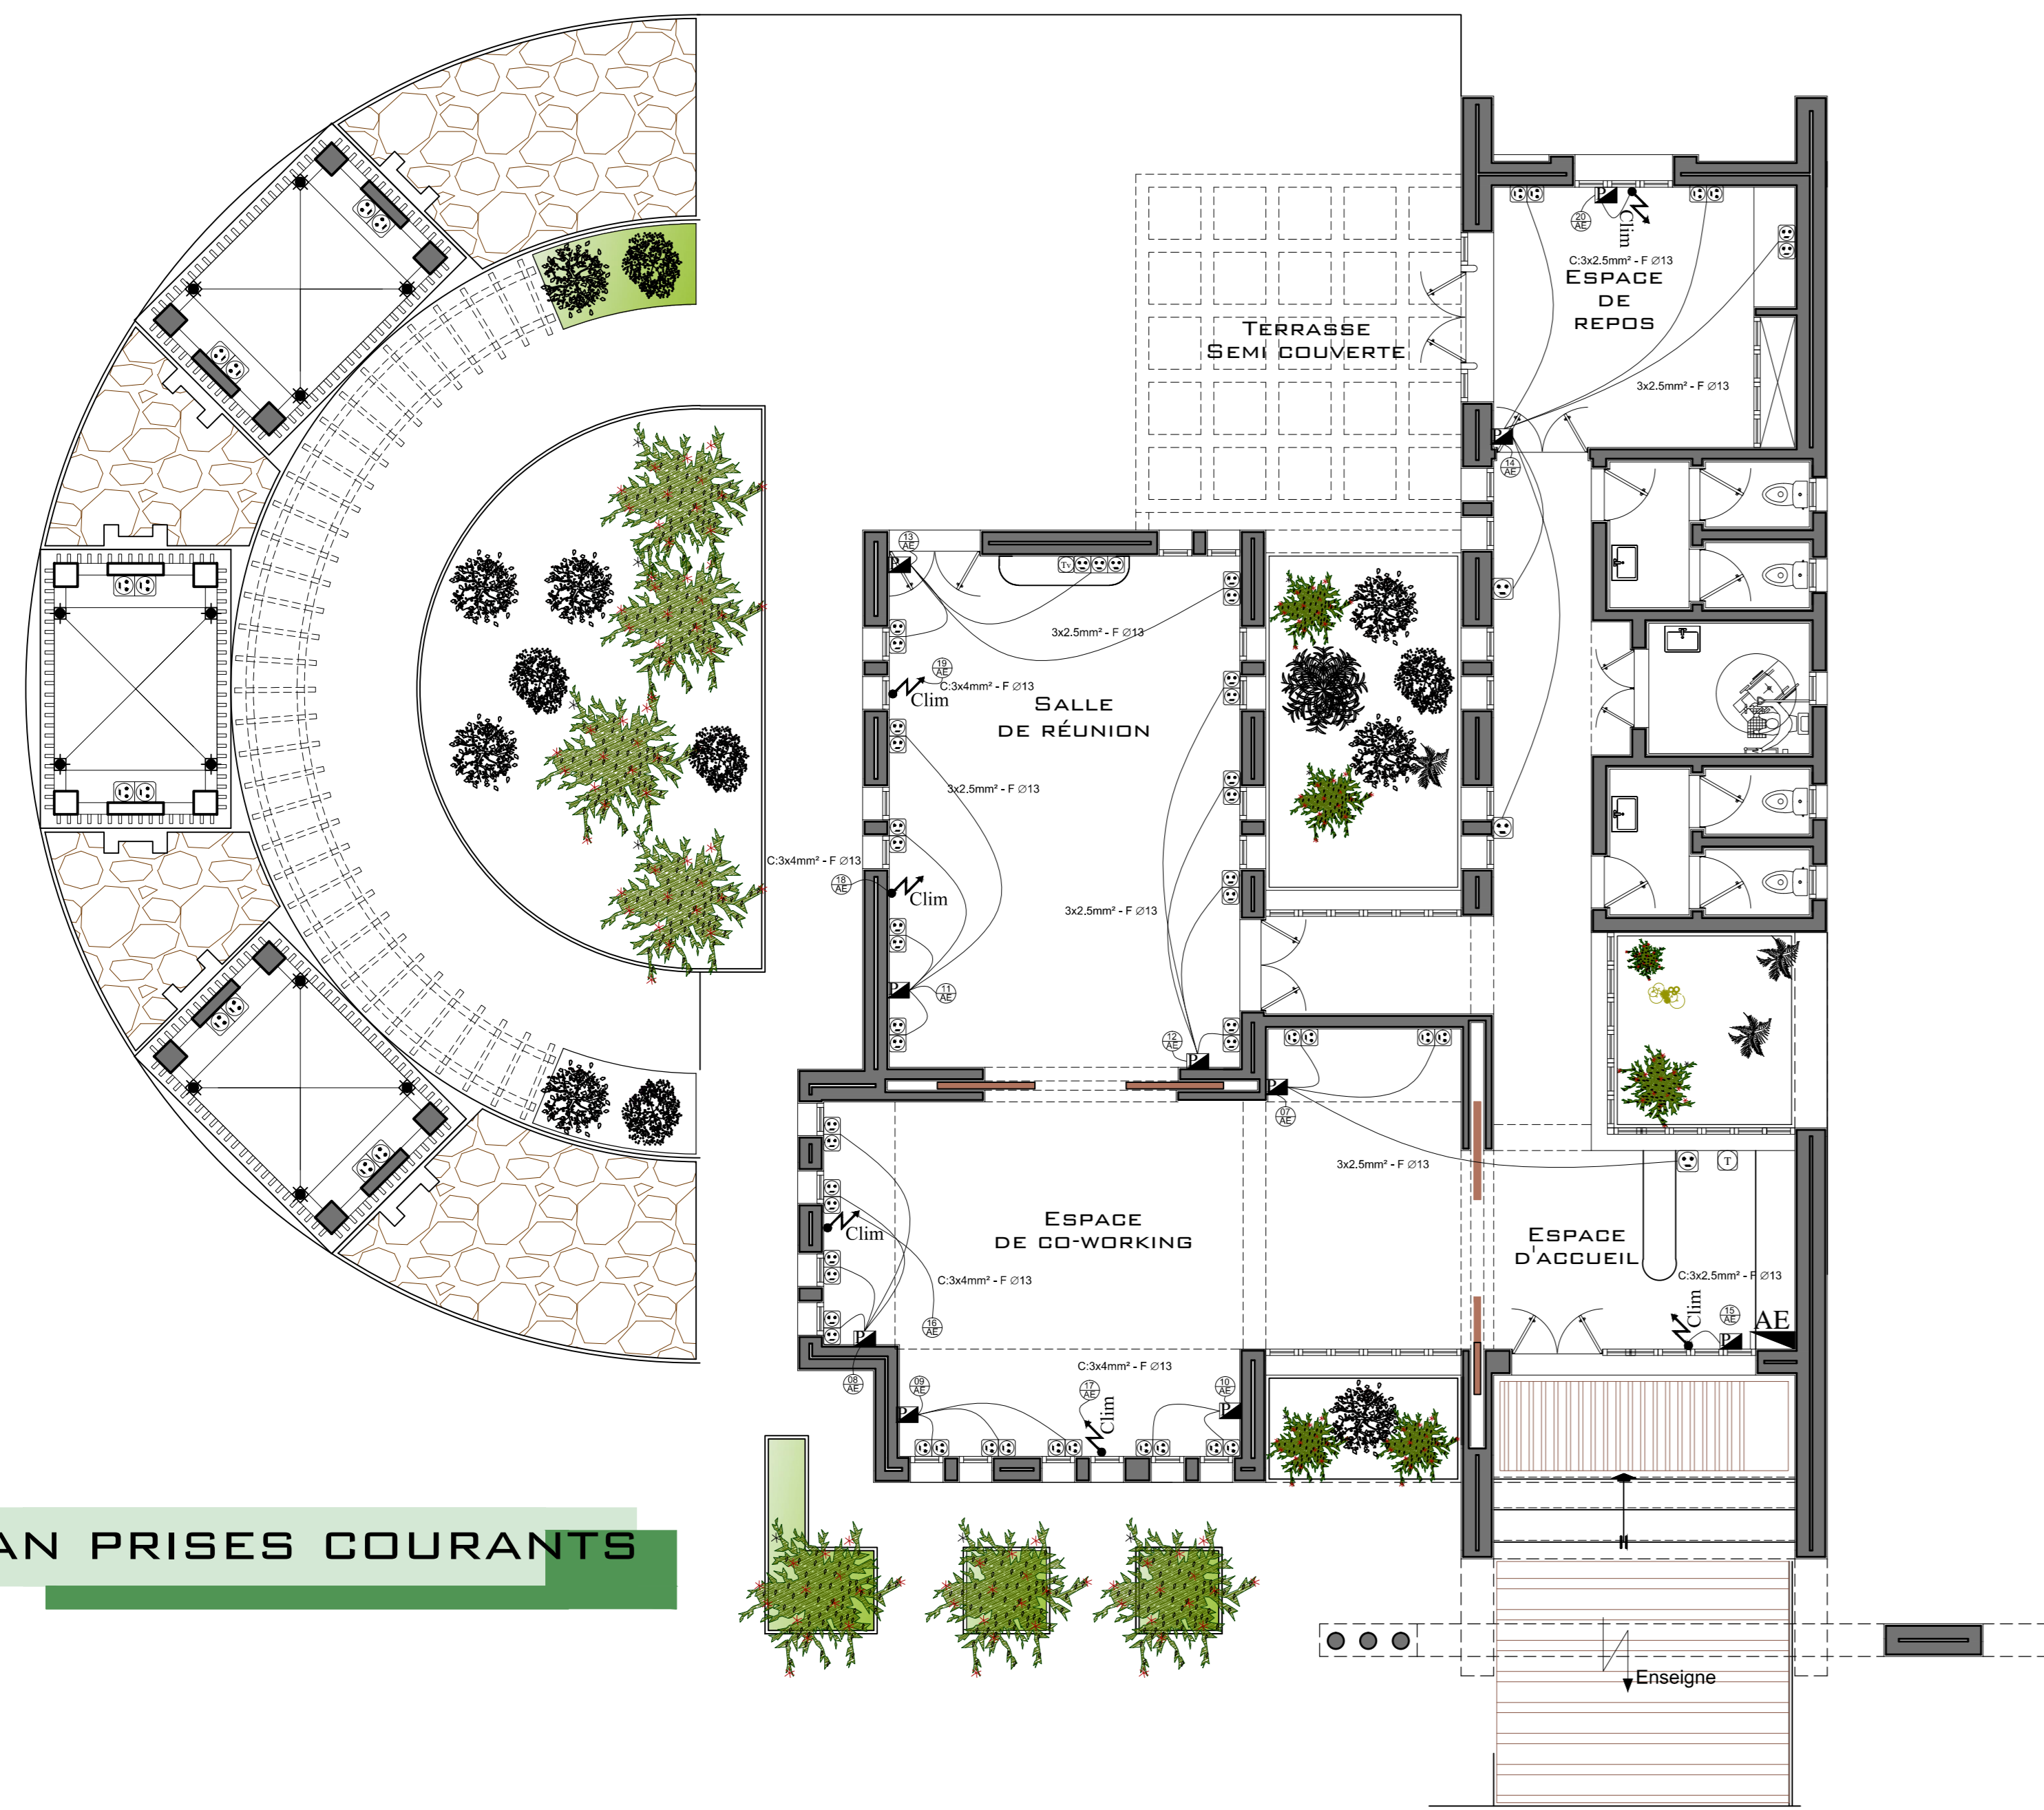 20
AE
P
Clim
C:3x2.5mm² - F Ø13
ESPACE
DE
REPOS
TERRASSE
SEMI COUVERTE
3x2.5mm² - F Ø13
P
14
AE
13
AE
P
Tv
3x2.5mm² - F Ø13
19
AE
C:3x4mm² - F Ø13
Clim
SALLE
DE RÉUNION
3x2.5mm² - F Ø13
C:3x4mm² - F Ø13
18
AE
Clim
3x2.5mm² - F Ø13
P
11
AE
12
AE
P
P
07
AE
3x2.5mm² - F Ø13
T
ESPACE
DE CO-WORKING
Clim
ESPACE
D'ACCUEIL
C:3x4mm² - F Ø13
C:3x2.5mm² - F Ø13
Clim
15
AE
P
AE
16
AE
P
08
AE
C:3x4mm² - F Ø13
09
AE
P
17
AE
Clim
10
AE
P
AN PRISES COURANTS
Enseigne